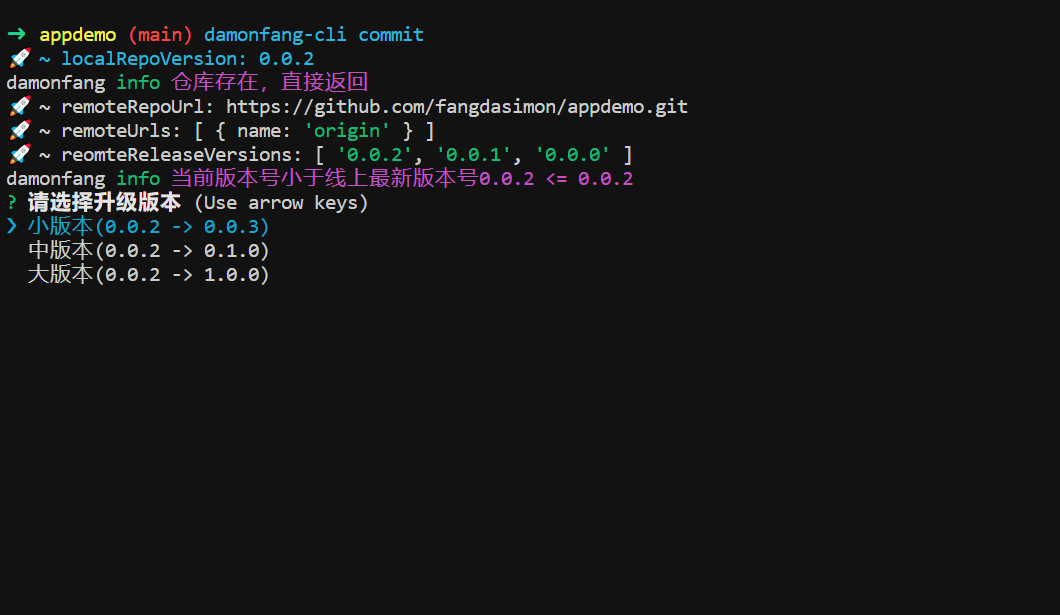 ➜ appdemo (main) damonfang-cli commit
🚀 ~ localRepoVersion: 0.0.2
damonfang info 仓库存在，直接返回
🚀 ~ remoteRepoUrl: https://github.com/fangdasimon/appdemo.git
🚀 ~ remoteUrls: [ { name: 'origin' } ]
🚀 ~ reomteReleaseVersions: [ '0.0.2', '0.0.1', '0.0.0' ]
damonfang info 当前版本号小于线上最新版本号0.0.2 <= 0.0.2
? 请选择升级版本 (Use arrow keys)
❯ 小版本(0.0.2 -> 0.0.3)
中版本(0.0.2 -> 0.1.0)
大版本(0.0.2 -> 1.0.0)